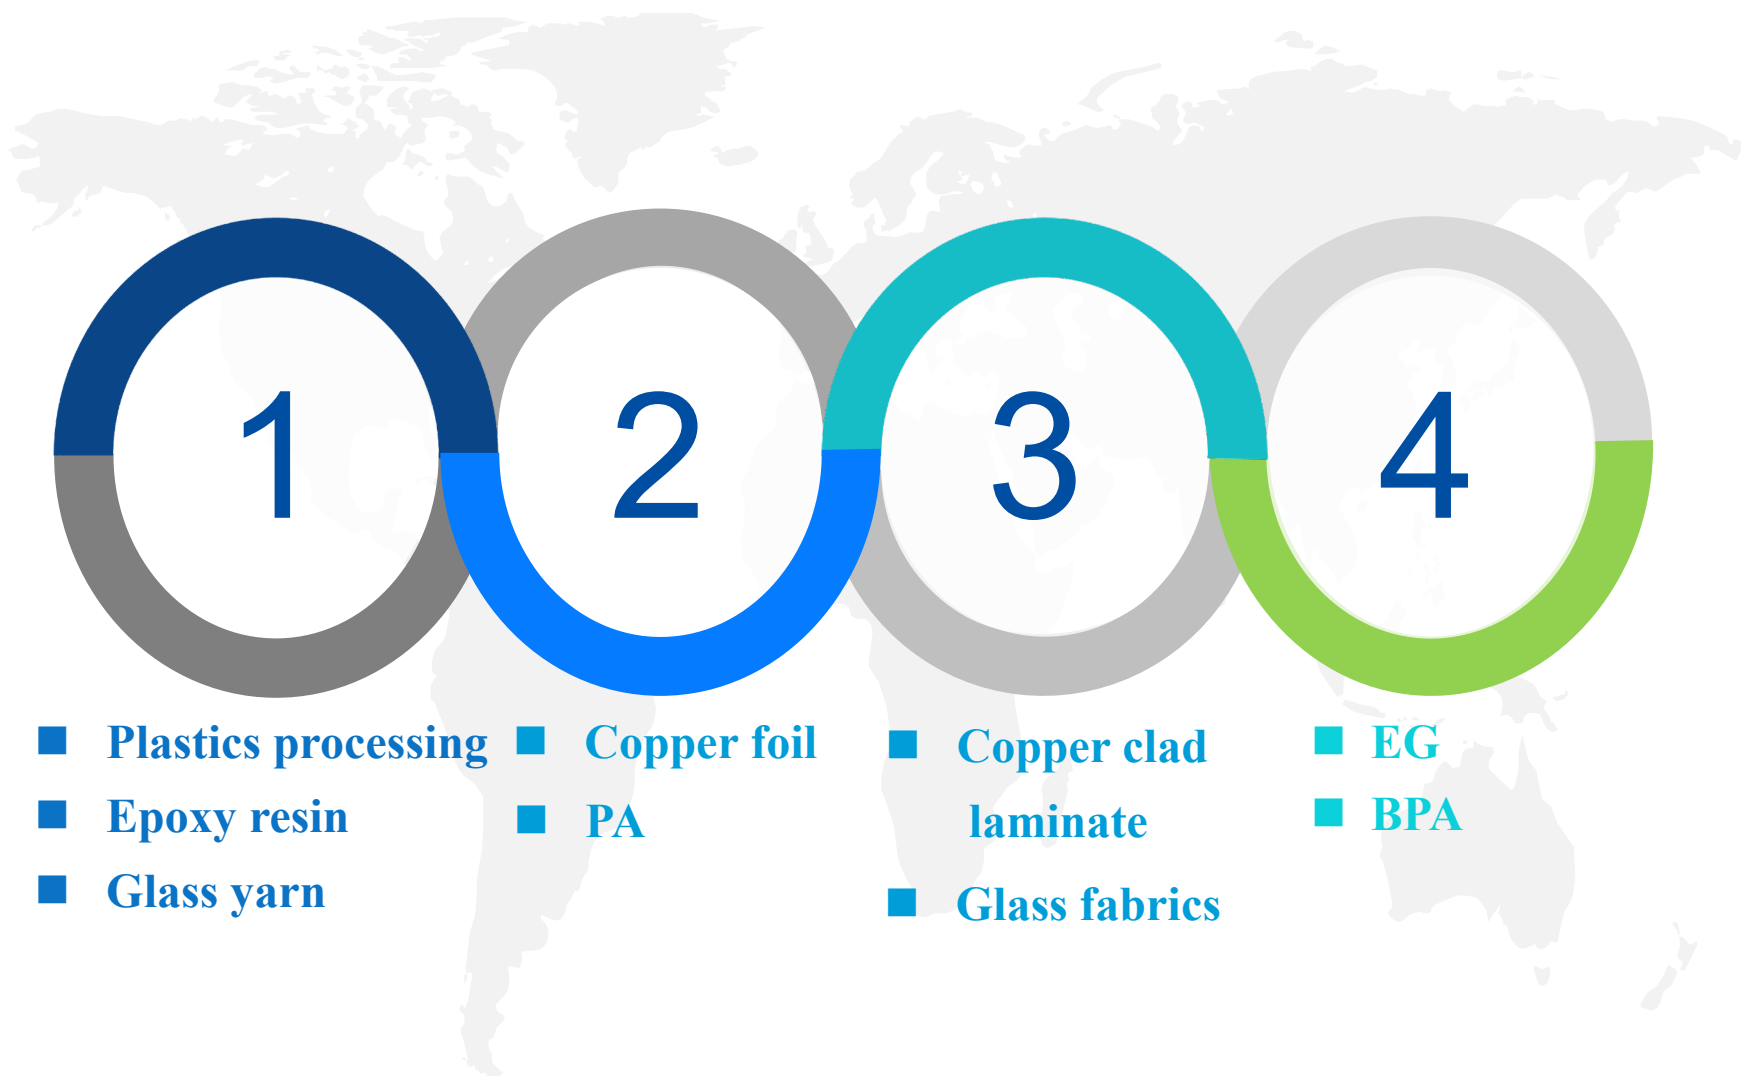 1
2
3
4
Plastics processing
Epoxy resin
Glass yarn
Copper foil
PA
Copper clad
laminate
Glass fabrics
EG
BPA